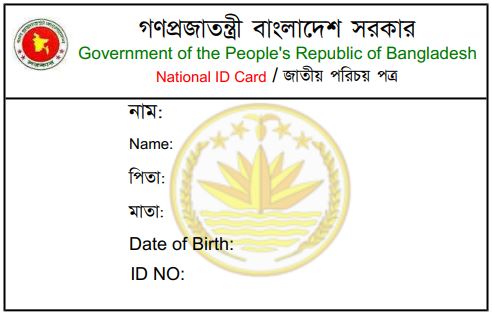 গণপ্রজাতন্ত্রী বাংলাদেশ সরকার
Government of the People's Republic of Bangladesh
National ID Card / জাতীয় পরিচয় পত্র
নাম:
Name:
পিতা:
মাতা:
Date of Birth:
ID NO: